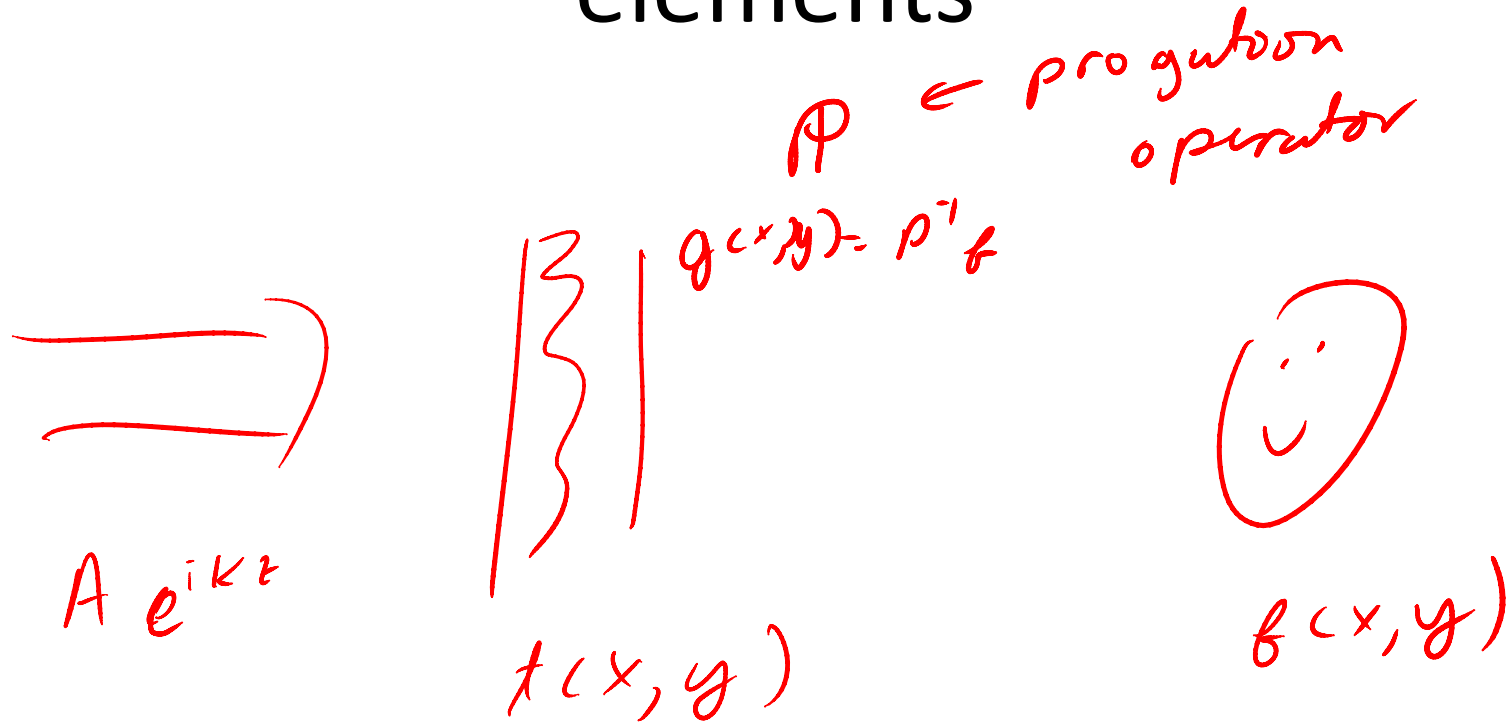 elements
ℙ ← progation
operator
g(x,y)= P⁻¹f
A e^{ikz}
t(x,y)
f(x,y)